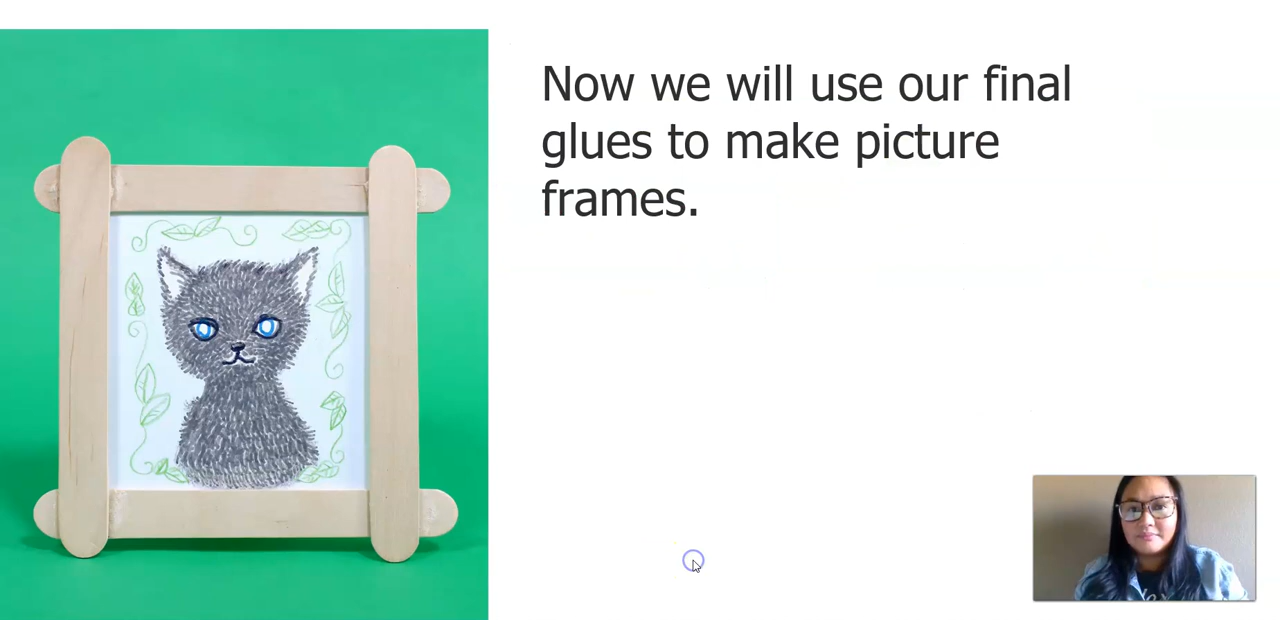 Now we will use our final
glues to make picture
frames.